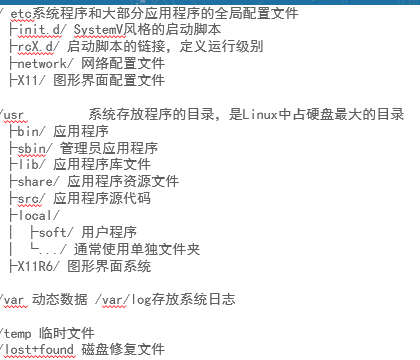 / etc系统程序和大部分应用程序的全局配置文件
├init.d/ SystemV风格的启动脚本
├rcX.d/ 启动脚本的链接，定义运行级别
├network/ 网络配置文件
├X11/ 图形界面配置文件
/usr 系统存放程序的目录，是Linux中占硬盘最大的目录
├bin/ 应用程序
├sbin/ 管理员应用程序
├lib/ 应用程序库文件
├share/ 应用程序资源文件
├src/ 应用程序源代码
├local/
│ ├soft/ 用户程序
│ └.../ 通常使用单独文件夹
├X11R6/ 图形界面系统
/var 动态数据 /var/log存放系统日志
/temp 临时文件
/lost+found 磁盘修复文件